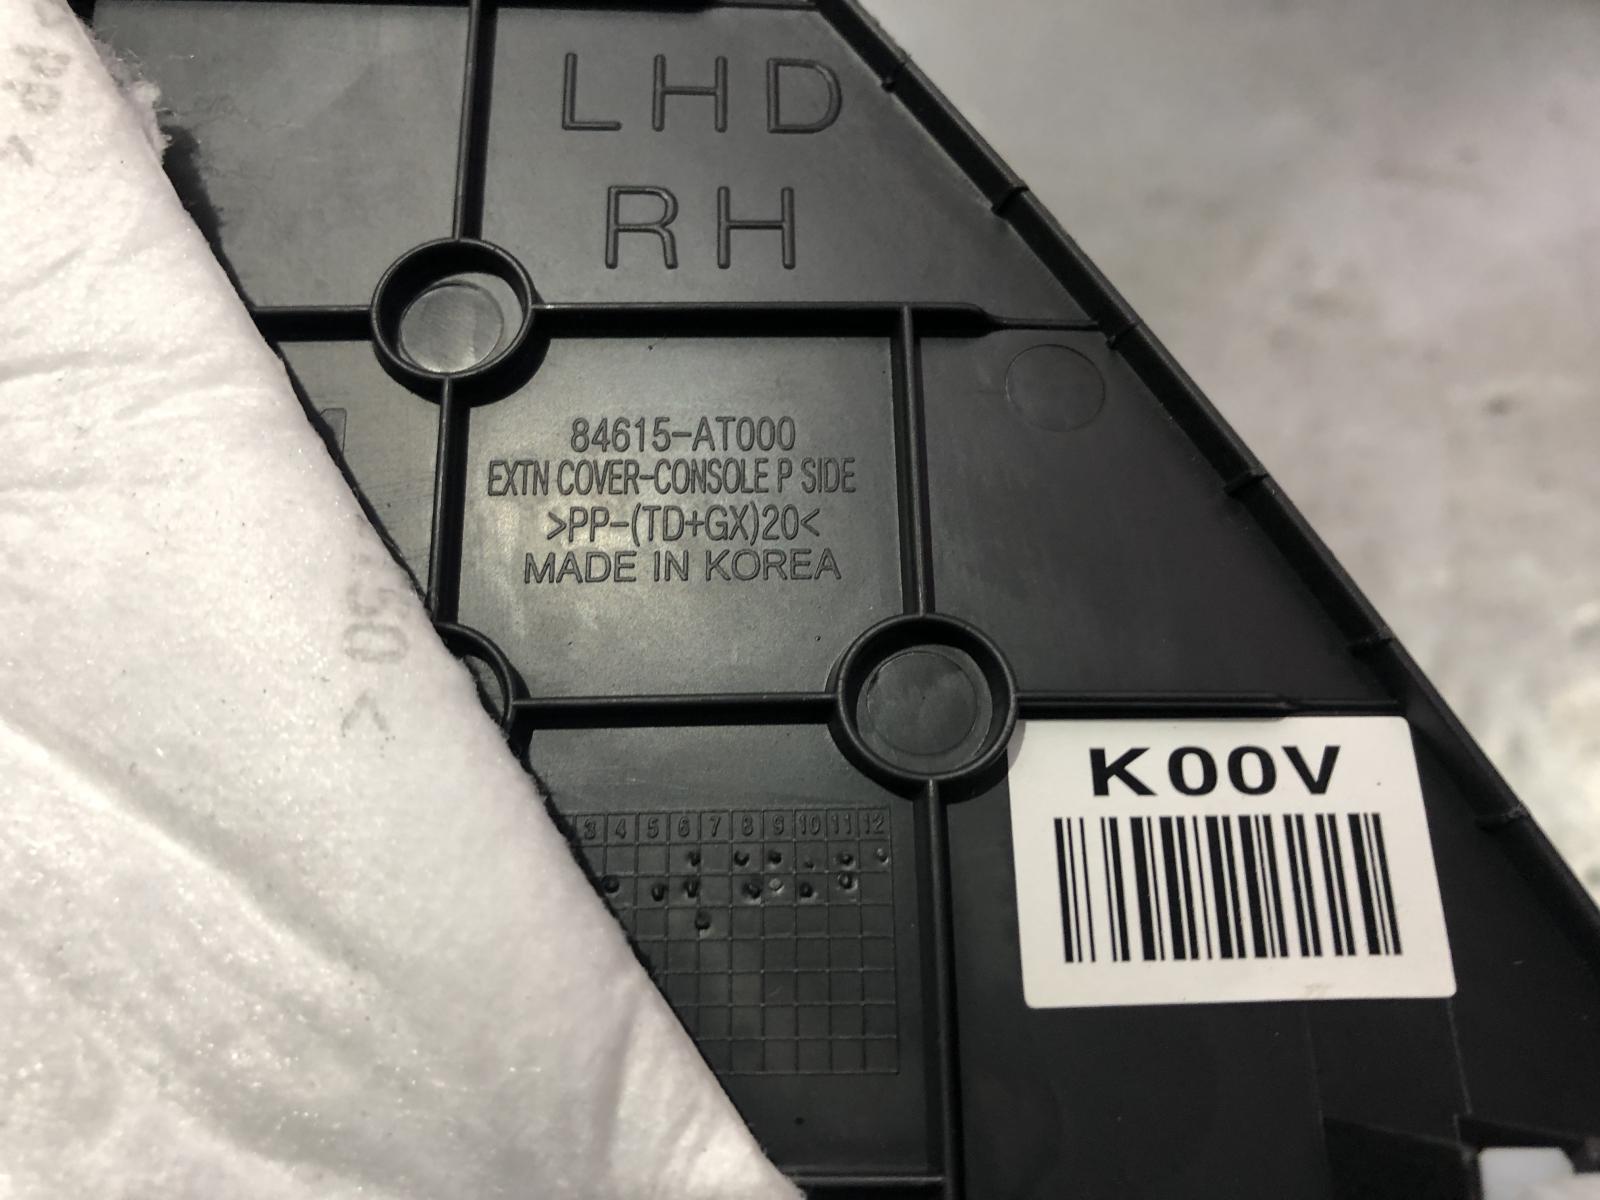 LHD
RH
84615-AT000
EXTN COVER-CONSOLE P SIDE
>PP-(TD+GX)20<
MADE IN KOREA
K00V
3 4 5 6 7 8 9 10 11 12